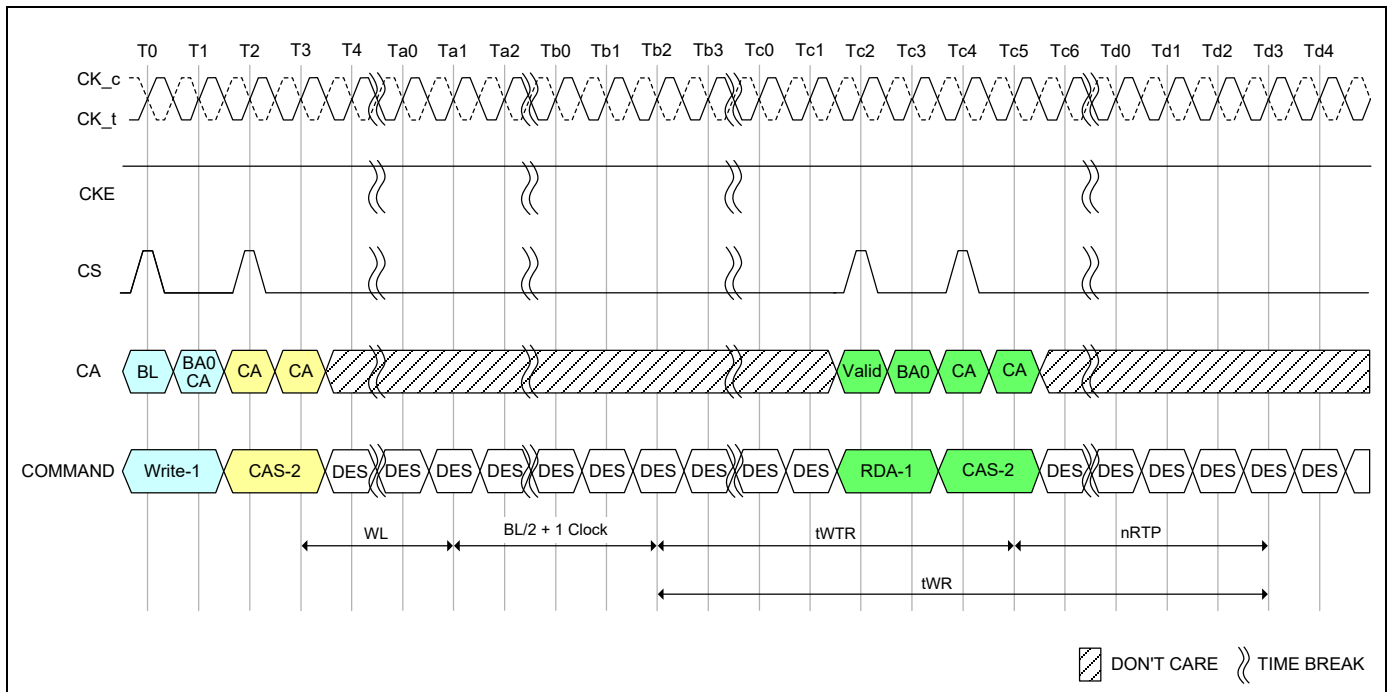 T0 T1 T2 T3 T4 Ta0 Ta1 Ta2 Tb0 Tb1 Tb2 Tb3 Tc0 Tc1 Tc2 Tc3 Tc4 Tc5 Tc6 Td0 Td1 Td2 Td3 Td4
CK_c
CK_t
CKE
CS
CA BL BA0 CA CA CA Valid BA0 CA CA
COMMAND Write-1 CAS-2 DES DES DES DES DES DES DES DES DES DES RDA-1 CAS-2 DES DES DES DES DES DES
WL BL/2 + 1 Clock tWTR nRTP
tWR
DON'T CARE TIME BREAK